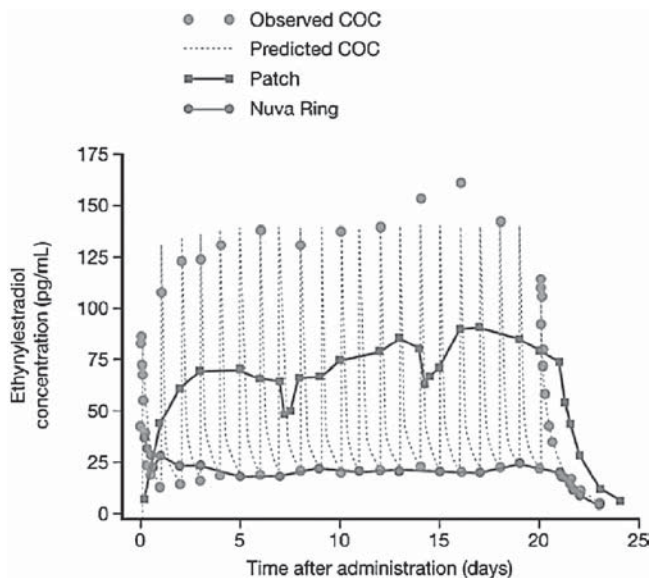 Observed COC
Predicted COC
Patch
Nuva Ring
175
150
125
100
75
50
25
0
Ethynylestradiol
concentration (pg/mL)
0
5
10
15
20
25
Time after administration (days)